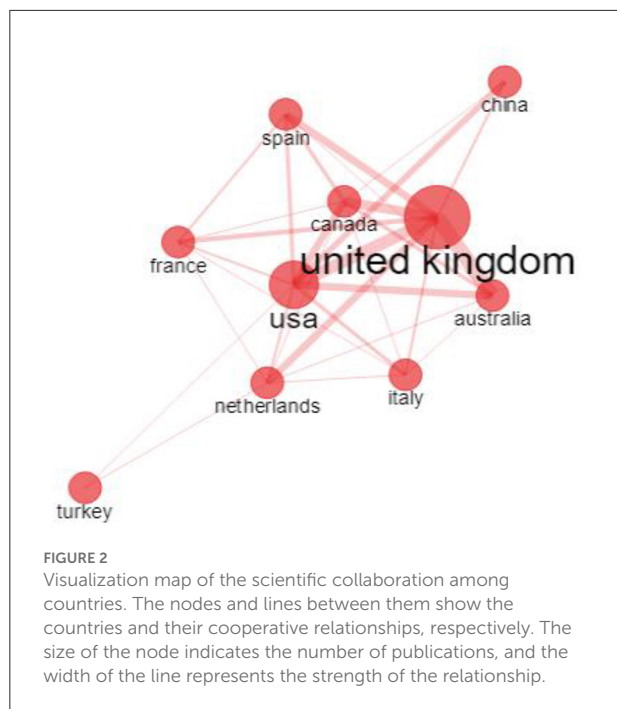 china
spain
canada
united kingdom
france
usa
australia
netherlands
italy
turkey
FIGURE 2
Visualization map of the scientific collaboration among
countries. The nodes and lines between them show the
countries and their cooperative relationships, respectively. The
size of the node indicates the number of publications, and the
width of the line represents the strength of the relationship.